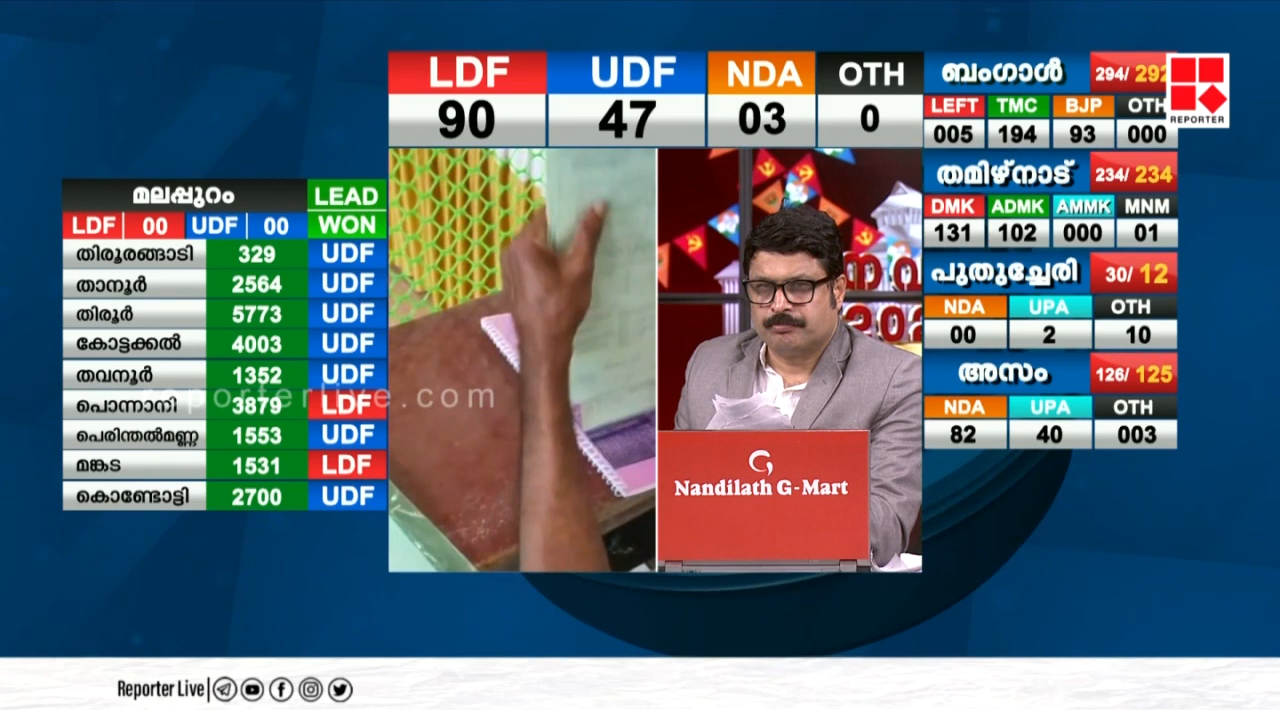 LDF UDF NDA OTH
90 47 03 0
മലപ്പുറം LEAD
LDF 00 UDF 00 WON
തിരൂരങ്ങാടി 329 UDF
താനൂർ 2564 UDF
തിരൂർ 5773 UDF
കോട്ടക്കൽ 4003 UDF
തവനൂർ 1352 UDF
പൊന്നാനി 3879 LDF
പെരിന്തൽമണ്ണ 1553 UDF
മങ്കട 1531 LDF
കൊണ്ടോട്ടി 2700 UDF
reporterlive.com
Nandilath G-Mart
ബംഗാൾ 294/ 292
LEFT TMC BJP OTH
005 194 93 000
തമിഴ്നാട് 234/ 234
DMK ADMK AMMK MNM
131 102 000 01
പുതുച്ചേരി 30/ 12
NDA UPA OTH
00 2 10
അസം 126/ 125
NDA UPA OTH
82 40 003
REPORTER
Reporter Live